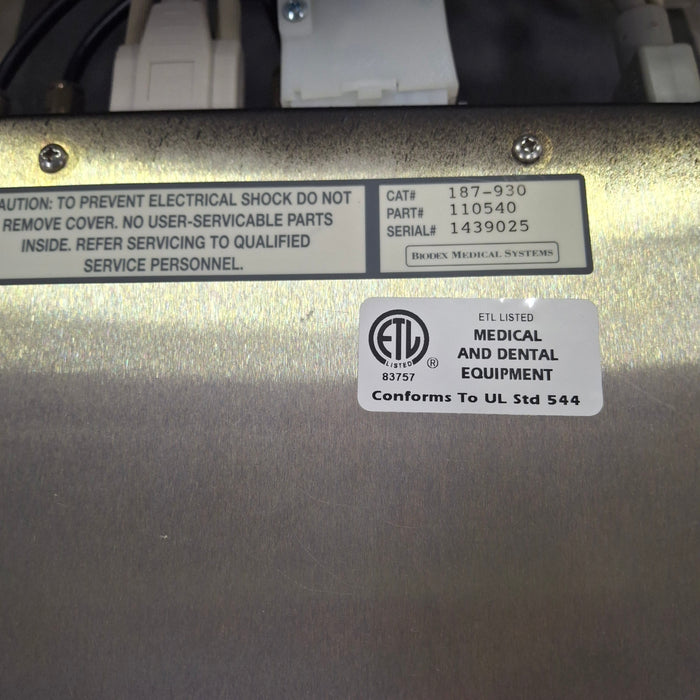 AUTION: TO PREVENT ELECTRICAL SHOCK DO NOT
REMOVE COVER. NO USER-SERVICABLE PARTS
INSIDE. REFER SERVICING TO QUALIFIED
SERVICE PERSONNEL.
CAT# 187-930
PART# 110540
SERIAL# 1439025
BIODEX MEDICAL SYSTEMS
ETL
LISTED
®
83757
ETL LISTED
MEDICAL
AND DENTAL
EQUIPMENT
Conforms To UL Std 544